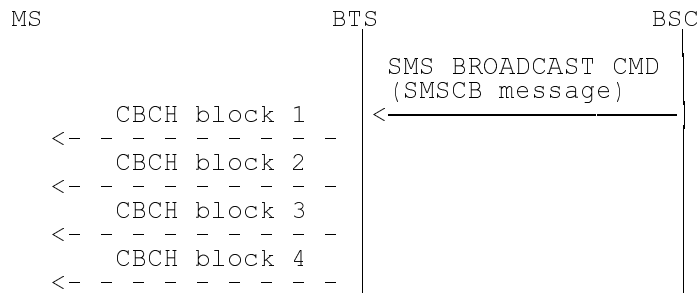 MS BTS BSC
SMS BROADCAST CMD
(SMSCB message)
CBCH block 1
CBCH block 2
CBCH block 3
CBCH block 4